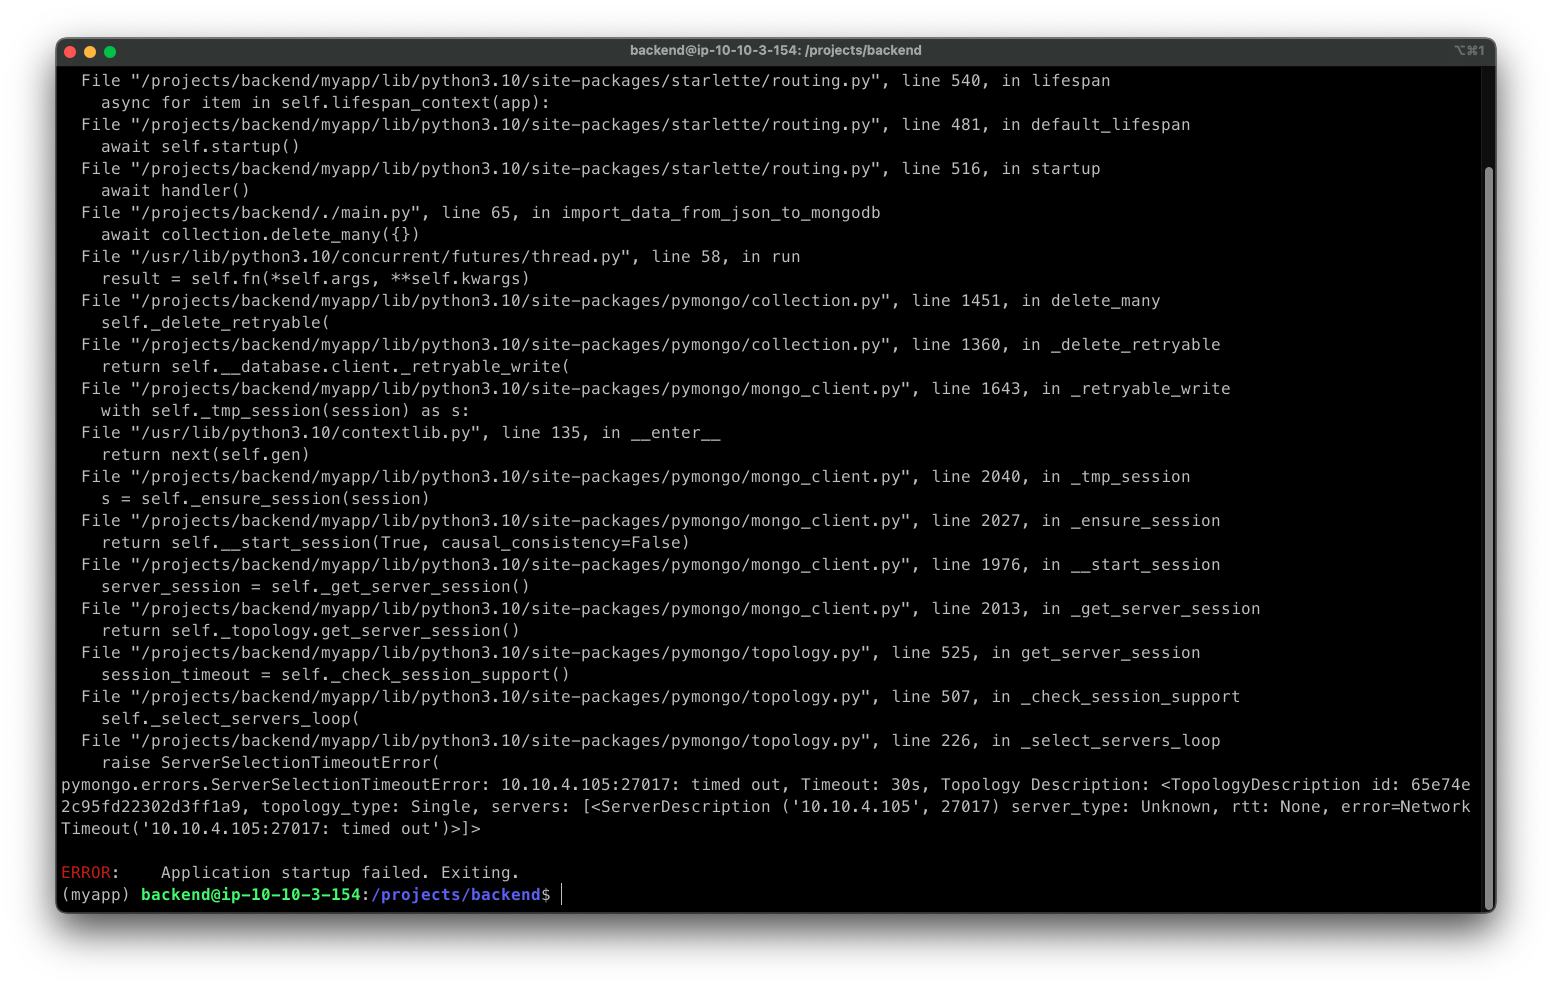 backend@ip-10-10-3-154: /projects/backend
⌥⌘1
File "/projects/backend/myapp/lib/python3.10/site-packages/starlette/routing.py", line 540, in lifespan
async for item in self.lifespan_context(app):
File "/projects/backend/myapp/lib/python3.10/site-packages/starlette/routing.py", line 481, in default_lifespan
await self.startup()
File "/projects/backend/myapp/lib/python3.10/site-packages/starlette/routing.py", line 516, in startup
await handler()
File "/projects/backend/./main.py", line 65, in import_data_from_json_to_mongodb
await collection.delete_many({})
File "/usr/lib/python3.10/concurrent/futures/thread.py", line 58, in run
result = self.fn(*self.args, **self.kwargs)
File "/projects/backend/myapp/lib/python3.10/site-packages/pymongo/collection.py", line 1451, in delete_many
self._delete_retryable(
File "/projects/backend/myapp/lib/python3.10/site-packages/pymongo/collection.py", line 1360, in _delete_retryable
return self.__database.client._retryable_write(
File "/projects/backend/myapp/lib/python3.10/site-packages/pymongo/mongo_client.py", line 1643, in _retryable_write
with self._tmp_session(session) as s:
File "/usr/lib/python3.10/contextlib.py", line 135, in __enter__
return next(self.gen)
File "/projects/backend/myapp/lib/python3.10/site-packages/pymongo/mongo_client.py", line 2040, in _tmp_session
s = self._ensure_session(session)
File "/projects/backend/myapp/lib/python3.10/site-packages/pymongo/mongo_client.py", line 2027, in _ensure_session
return self.__start_session(True, causal_consistency=False)
File "/projects/backend/myapp/lib/python3.10/site-packages/pymongo/mongo_client.py", line 1976, in __start_session
server_session = self._get_server_session()
File "/projects/backend/myapp/lib/python3.10/site-packages/pymongo/mongo_client.py", line 2013, in _get_server_session
return self._topology.get_server_session()
File "/projects/backend/myapp/lib/python3.10/site-packages/pymongo/topology.py", line 525, in get_server_session
session_timeout = self._check_session_support()
File "/projects/backend/myapp/lib/python3.10/site-packages/pymongo/topology.py", line 507, in _check_session_support
self._select_servers_loop(
File "/projects/backend/myapp/lib/python3.10/site-packages/pymongo/topology.py", line 226, in _select_servers_loop
raise ServerSelectionTimeoutError(
pymongo.errors.ServerSelectionTimeoutError: 10.10.4.105:27017: timed out, Timeout: 30s, Topology Description: <TopologyDescription id: 65e74e
2c95fd22302d3ff1a9, topology_type: Single, servers: [<ServerDescription ('10.10.4.105', 27017) server_type: Unknown, rtt: None, error=Network
Timeout('10.10.4.105:27017: timed out')>]>
ERROR:    Application startup failed. Exiting.
(myapp) backend@ip-10-10-3-154:/projects/backend$